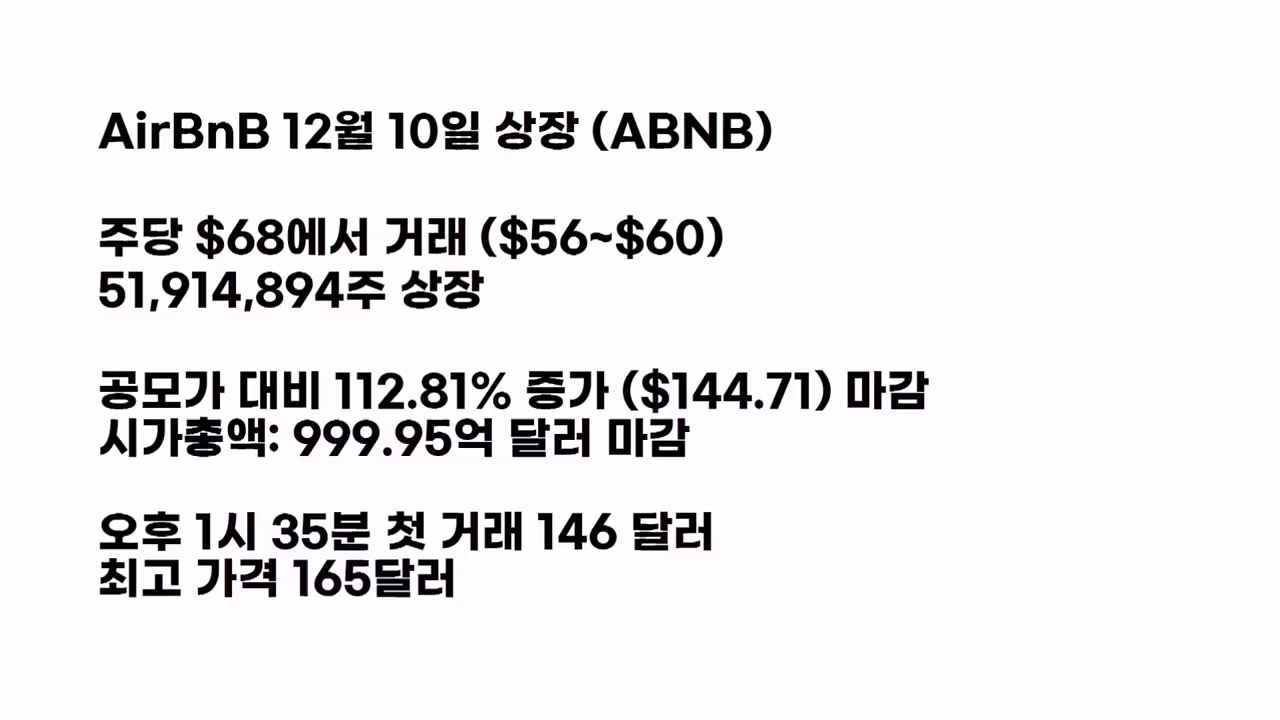 AirBnB 12월 10일 상장 (ABNB)
주당 $68에서 거래 ($56~$60)
51,914,894주 상장
공모가 대비 112.81% 증가 ($144.71) 마감
시가총액: 999.95억 달러 마감
오후 1시 35분 첫 거래 146 달러
최고 가격 165달러